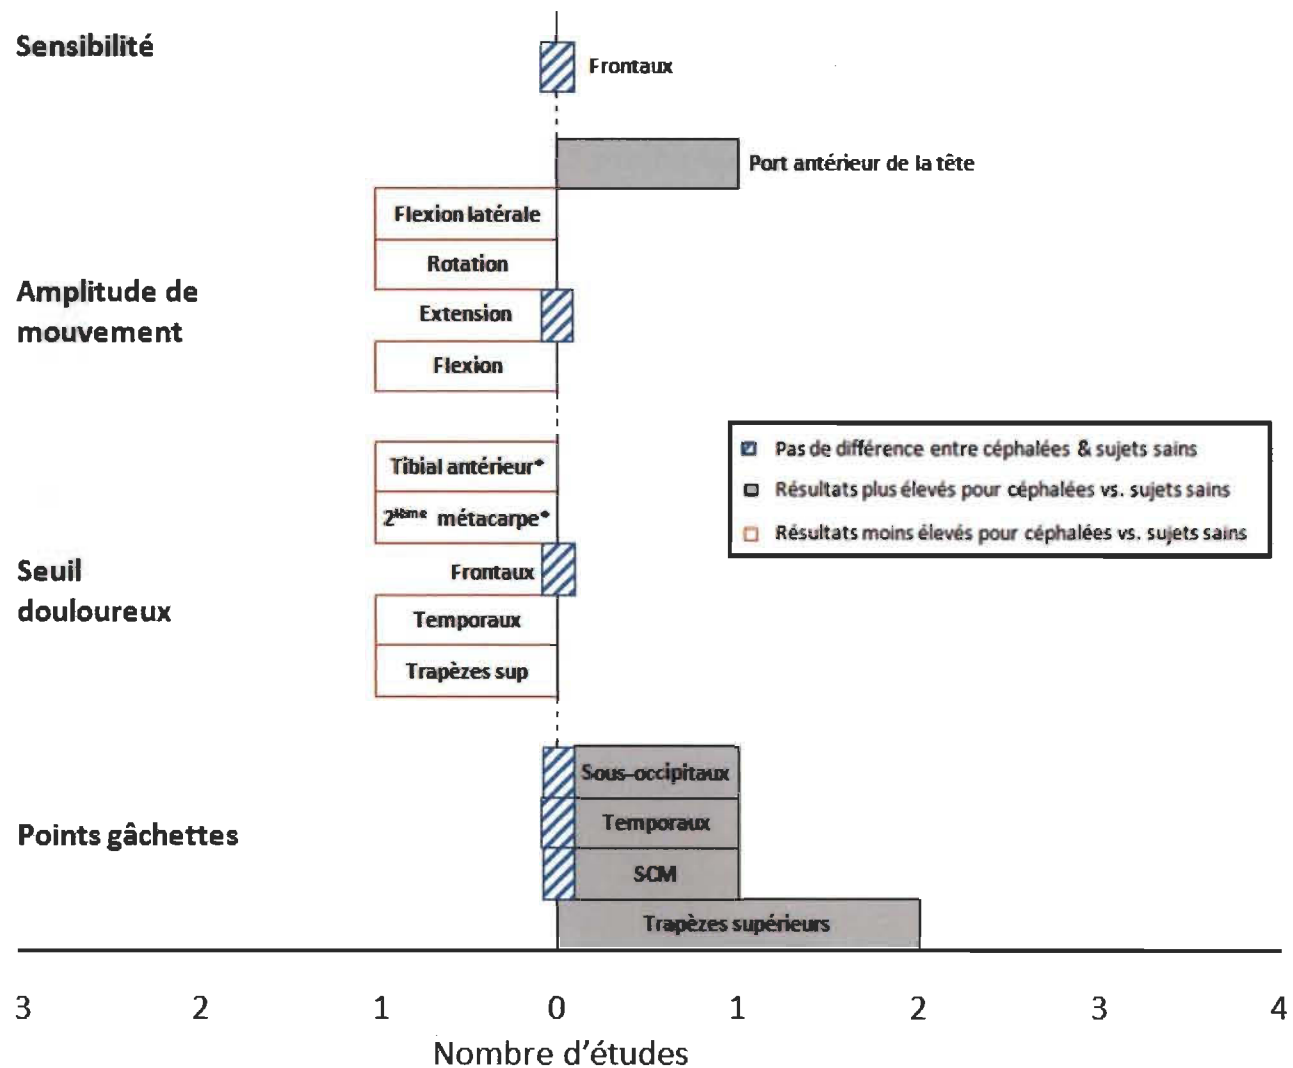 Sensibilité
Frontaux
Port antérieur de la tête
Flexion latérale
Rotation
Amplitude de
mouvement
Extension
Flexion
Pas de différence entre céphalées & sujets sains
Résultats plus élevés pour céphalées vs. sujets sains
Résultats moins élevés pour céphalées vs. sujets sains
Tibial antérieur*
2ième métacarpe*
Seuil
douloureux
Frontaux
Temporaux
Trapèzes sup
Points gâchettes
Sous-occipitaux
Temporaux
SCM
Trapèzes supérieurs
3 2 1 0 1 2 3 4
Nombre d'études